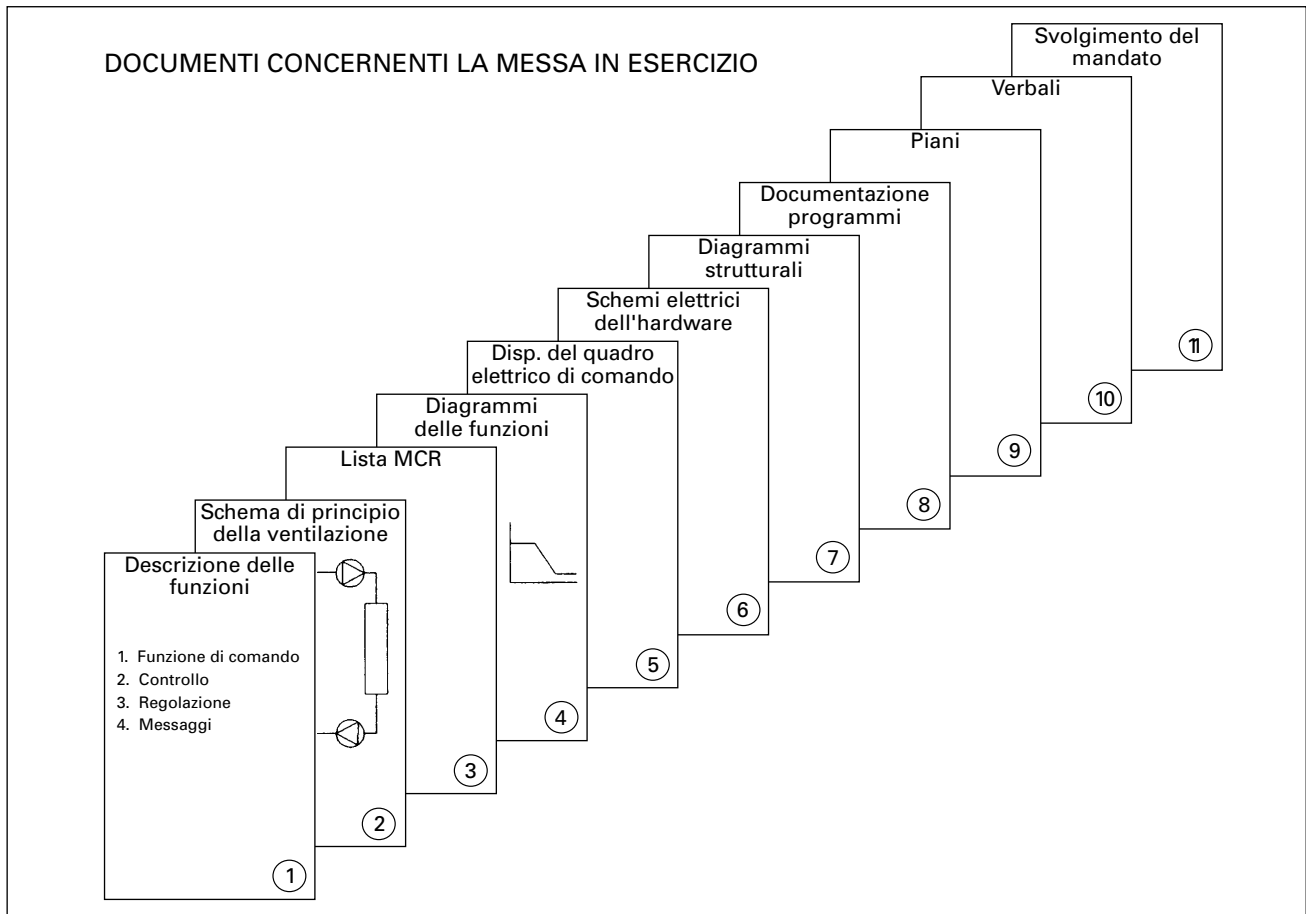 DOCUMENTI CONCERNENTI LA MESSA IN ESERCIZIO
Svolgimento del
mandato
11
Verbali
10
Piani
9
Documentazione
programmi
8
Diagrammi
strutturali
7
Schemi elettrici
dell'hardware
6
Disp. del quadro
elettrico di comando
5
Diagrammi
delle funzioni
4
Lista MCR
3
Schema di principio
della ventilazione
2
Descrizione delle
funzioni
1. Funzione di comando
2. Controllo
3. Regolazione
4. Messaggi
1